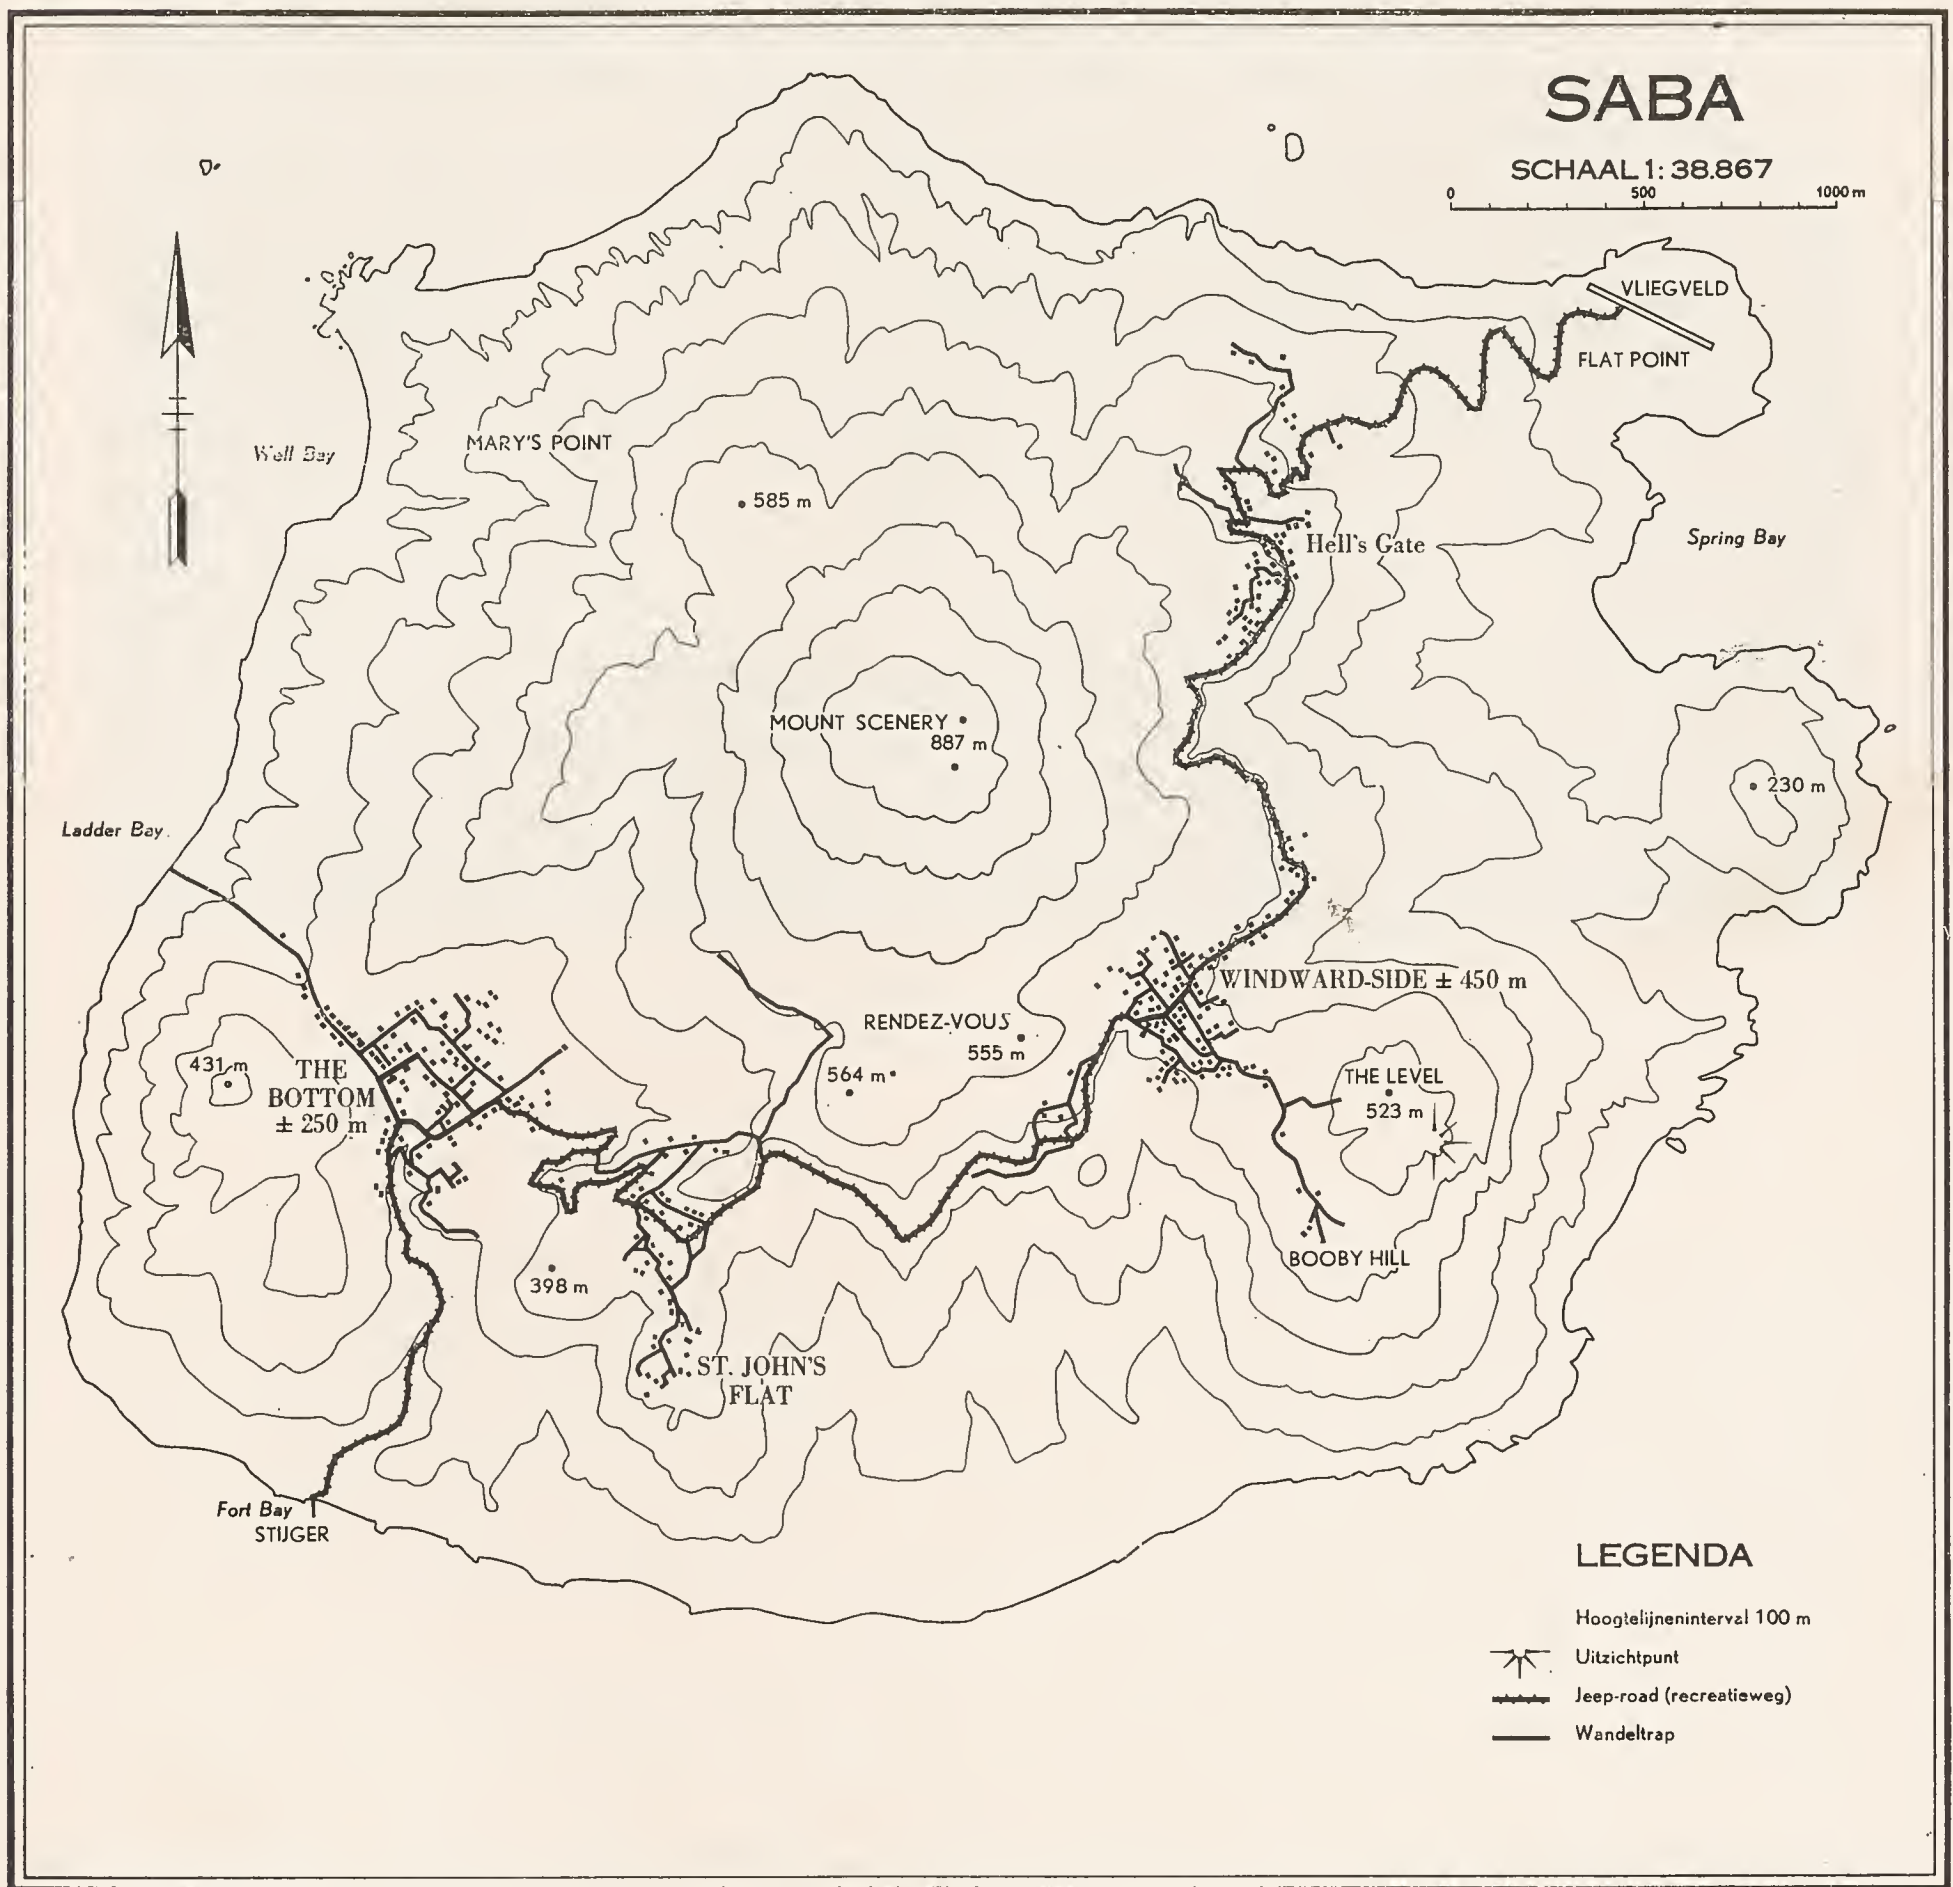 SABA
SCHAAL 1: 38.867
0 500 1000 m
VLIEGVELD
FLAT POINT
MARY'S POINT
Well Bay
585 m
Hell's Gate
Spring Bay
MOUNT SCENERY
887 m
230 m
Ladder Bay
WINDWARD-SIDE ± 450 m
RENDEZ-VOUS
555 m
564 m
431 m
THE
BOTTOM
± 250 m
THE LEVEL
523 m
BOOBY HILL
398 m
ST. JOHN'S
FLAT
Fort Bay
STIJGER
LEGENDA
Hoogtelijneninterval 100 m
Uitzichtpunt
Jeep-road (recreatieweg)
Wandeltrap